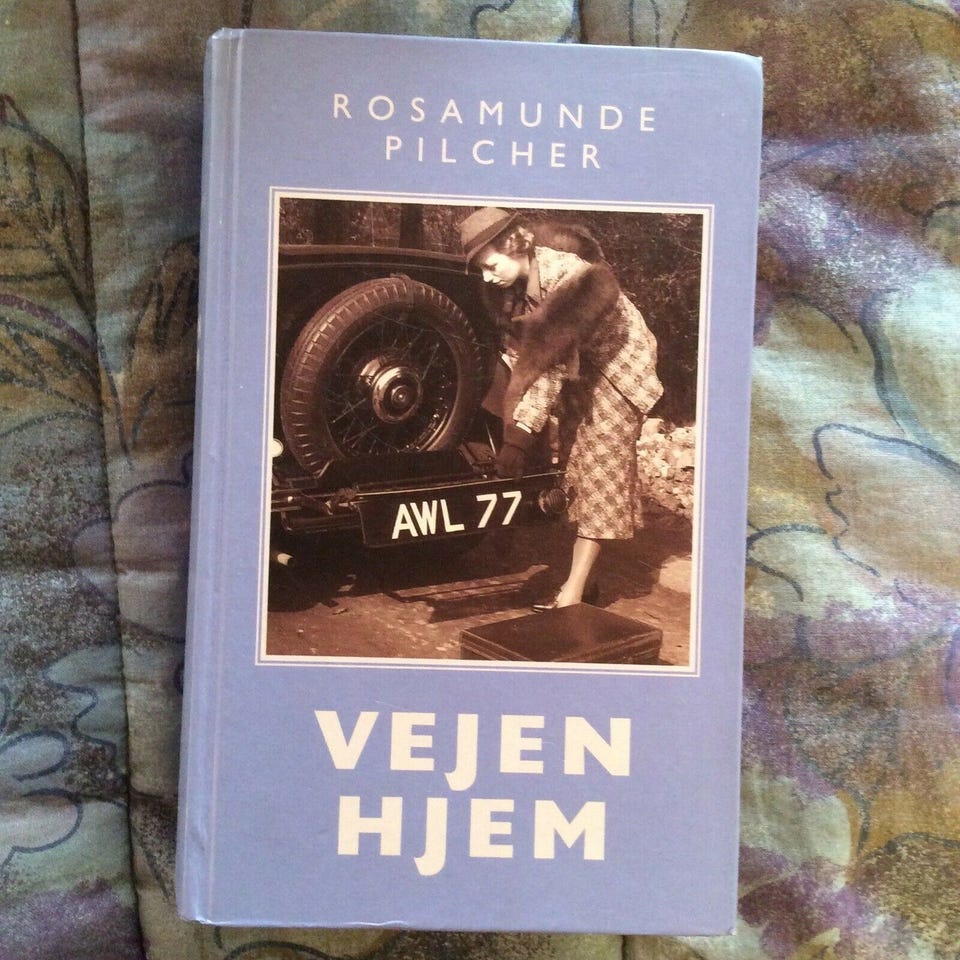 ROSAMUNDE
PILCHER
AWL 77
VEJEN
HJEM